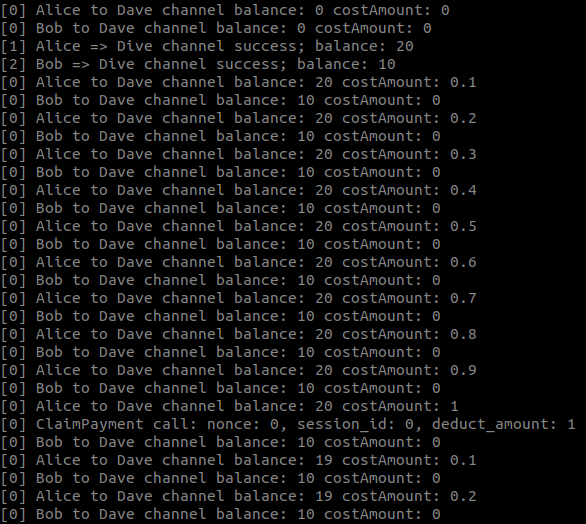 [0] Alice to Dave channel balance: 0 costAmount: 0
[0] Bob to Dave channel balance: 0 costAmount: 0
[1] Alice => Dive channel success; balance: 20
[2] Bob => Dive channel success; balance: 10
[0] Alice to Dave channel balance: 20 costAmount: 0.1
[0] Bob to Dave channel balance: 10 costAmount: 0
[0] Alice to Dave channel balance: 20 costAmount: 0.2
[0] Bob to Dave channel balance: 10 costAmount: 0
[0] Alice to Dave channel balance: 20 costAmount: 0.3
[0] Bob to Dave channel balance: 10 costAmount: 0
[0] Alice to Dave channel balance: 20 costAmount: 0.4
[0] Bob to Dave channel balance: 10 costAmount: 0
[0] Alice to Dave channel balance: 20 costAmount: 0.5
[0] Bob to Dave channel balance: 10 costAmount: 0
[0] Alice to Dave channel balance: 20 costAmount: 0.6
[0] Bob to Dave channel balance: 10 costAmount: 0
[0] Alice to Dave channel balance: 20 costAmount: 0.7
[0] Bob to Dave channel balance: 10 costAmount: 0
[0] Alice to Dave channel balance: 20 costAmount: 0.8
[0] Bob to Dave channel balance: 10 costAmount: 0
[0] Alice to Dave channel balance: 20 costAmount: 0.9
[0] Bob to Dave channel balance: 10 costAmount: 0
[0] Alice to Dave channel balance: 20 costAmount: 1
[0] ClaimPayment call: nonce: 0, session_id: 0, deduct_amount: 1
[0] Bob to Dave channel balance: 10 costAmount: 0
[0] Alice to Dave channel balance: 19 costAmount: 0.1
[0] Bob to Dave channel balance: 10 costAmount: 0
[0] Alice to Dave channel balance: 19 costAmount: 0.2
[0] Bob to Dave channel balance: 10 costAmount: 0